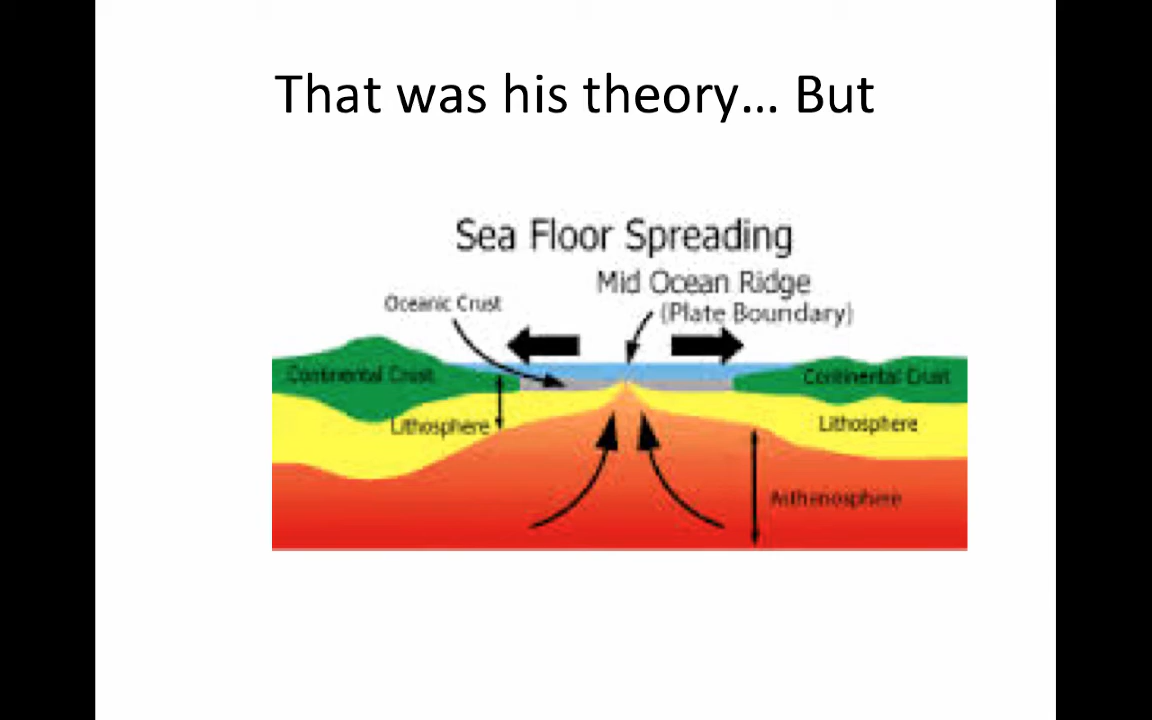 That was his theory… But
Sea Floor Spreading
Mid Ocean Ridge
(Plate Boundary)
Oceanic Crust
Continental Crust
Continental Crust
Lithosphere
Lithosphere
Asthenosphere